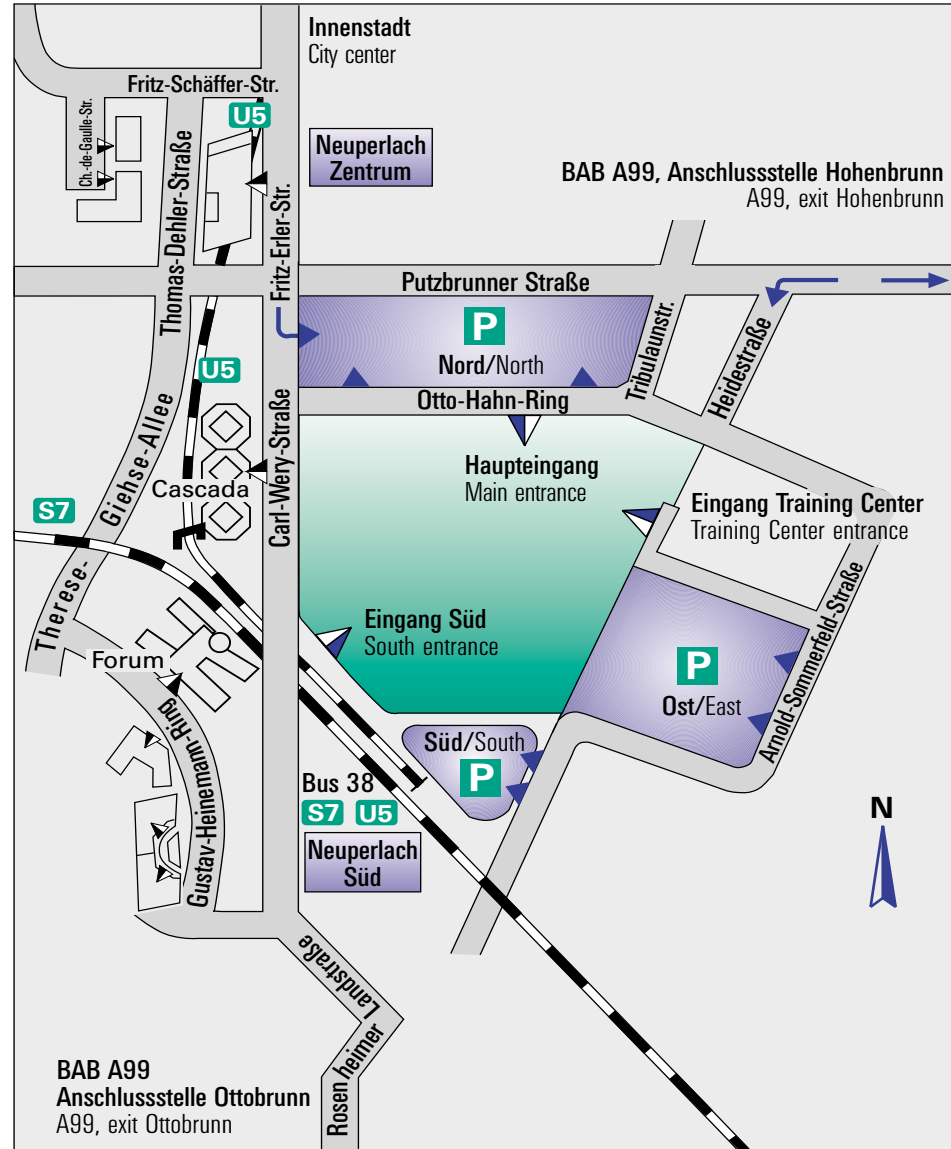 Innenstadt
City center
Fritz-Schäffer-Str.
U5
Ch.-de-Gaulle-Str.
Thomas-Dehler-Straße
Neuperlach
Zentrum
Fritz-Erler-Str.
BAB A99, Anschlussstelle Hohenbrunn
A99, exit Hohenbrunn
Putzbrunner Straße
P
Nord/North
Tribulaunstr.
Heidestraße
U5
Otto-Hahn-Ring
Carl-Wery-Straße
Haupteingang
Main entrance
Cascada
S7
Therese-Giehse-Allee
Eingang Training Center
Training Center entrance
Eingang Süd
South entrance
Forum
P
Ost/East
Arnold-Sommerfeld-Straße
Süd/South
P
Gustav-Heinemann-Ring
Bus 38
S7 U5
Neuperlach
Süd
N
Landstraße
Rosenheimer
BAB A99
Anschlussstelle Ottobrunn
A99, exit Ottobrunn